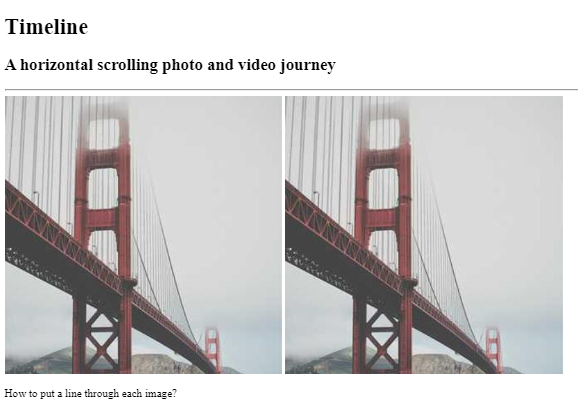 Timeline
A horizontal scrolling photo and video journey
How to put a line through each image?